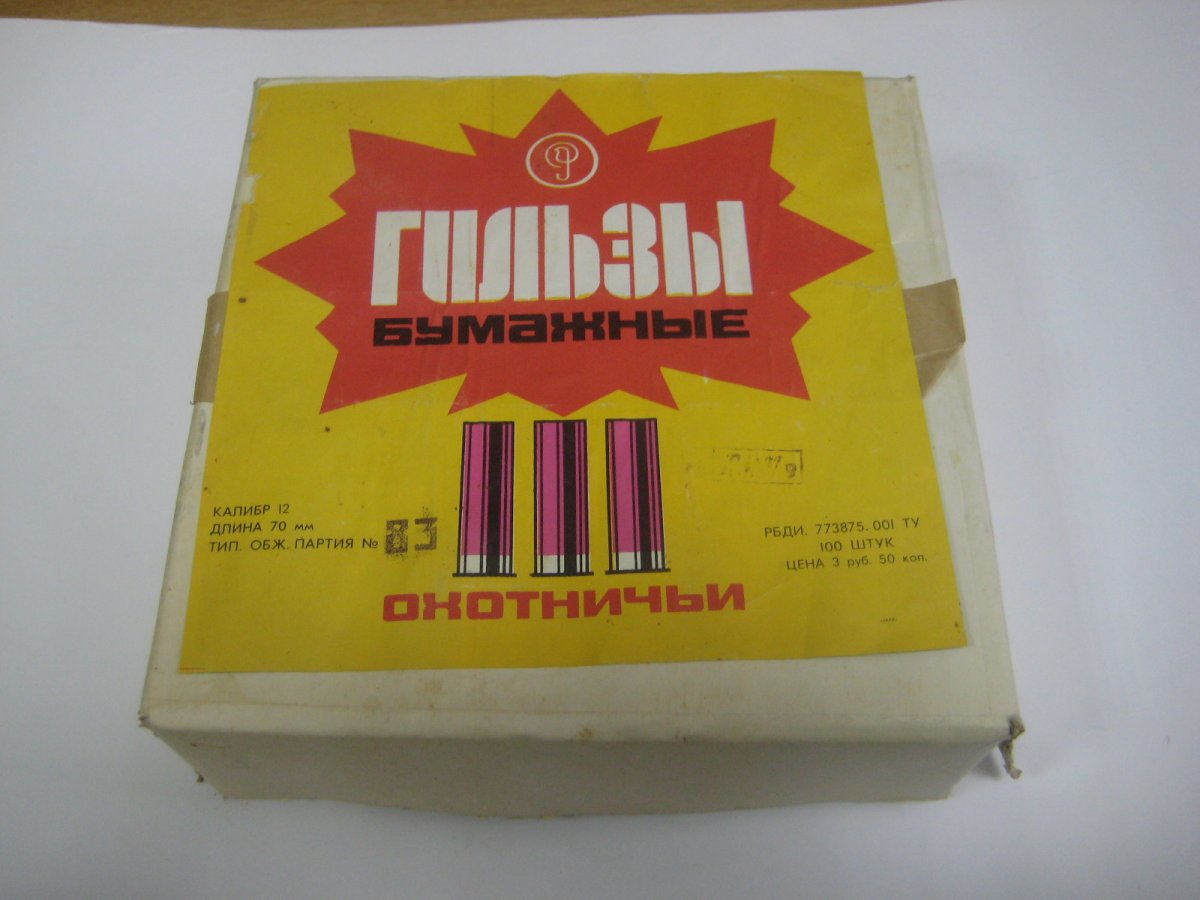 ГИЛЬЗЫ
БУМАЖНЫЕ
КАЛИБР 12
ДЛИНА 70 мм
ТИП. ОБЖ. ПАРТИЯ № 83
РБДИ. 773875.001 ТУ
100 ШТУК
ЦЕНА 3 руб. 50 коп.
ОХОТНИЧЬИ